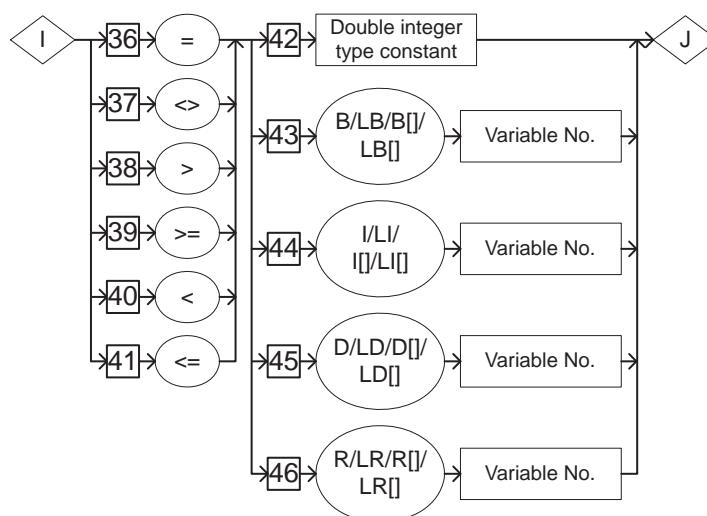 I
36
=
42
Double integer
type constant
J
37
<>
43
B/LB/B[]/
LB[]
Variable No.
38
>
39
>=
44
I/LI/
I[]/LI[]
Variable No.
40
<
41
<=
45
D/LD/D[]/
LD[]
Variable No.
46
R/LR/R[]/
LR[]
Variable No.